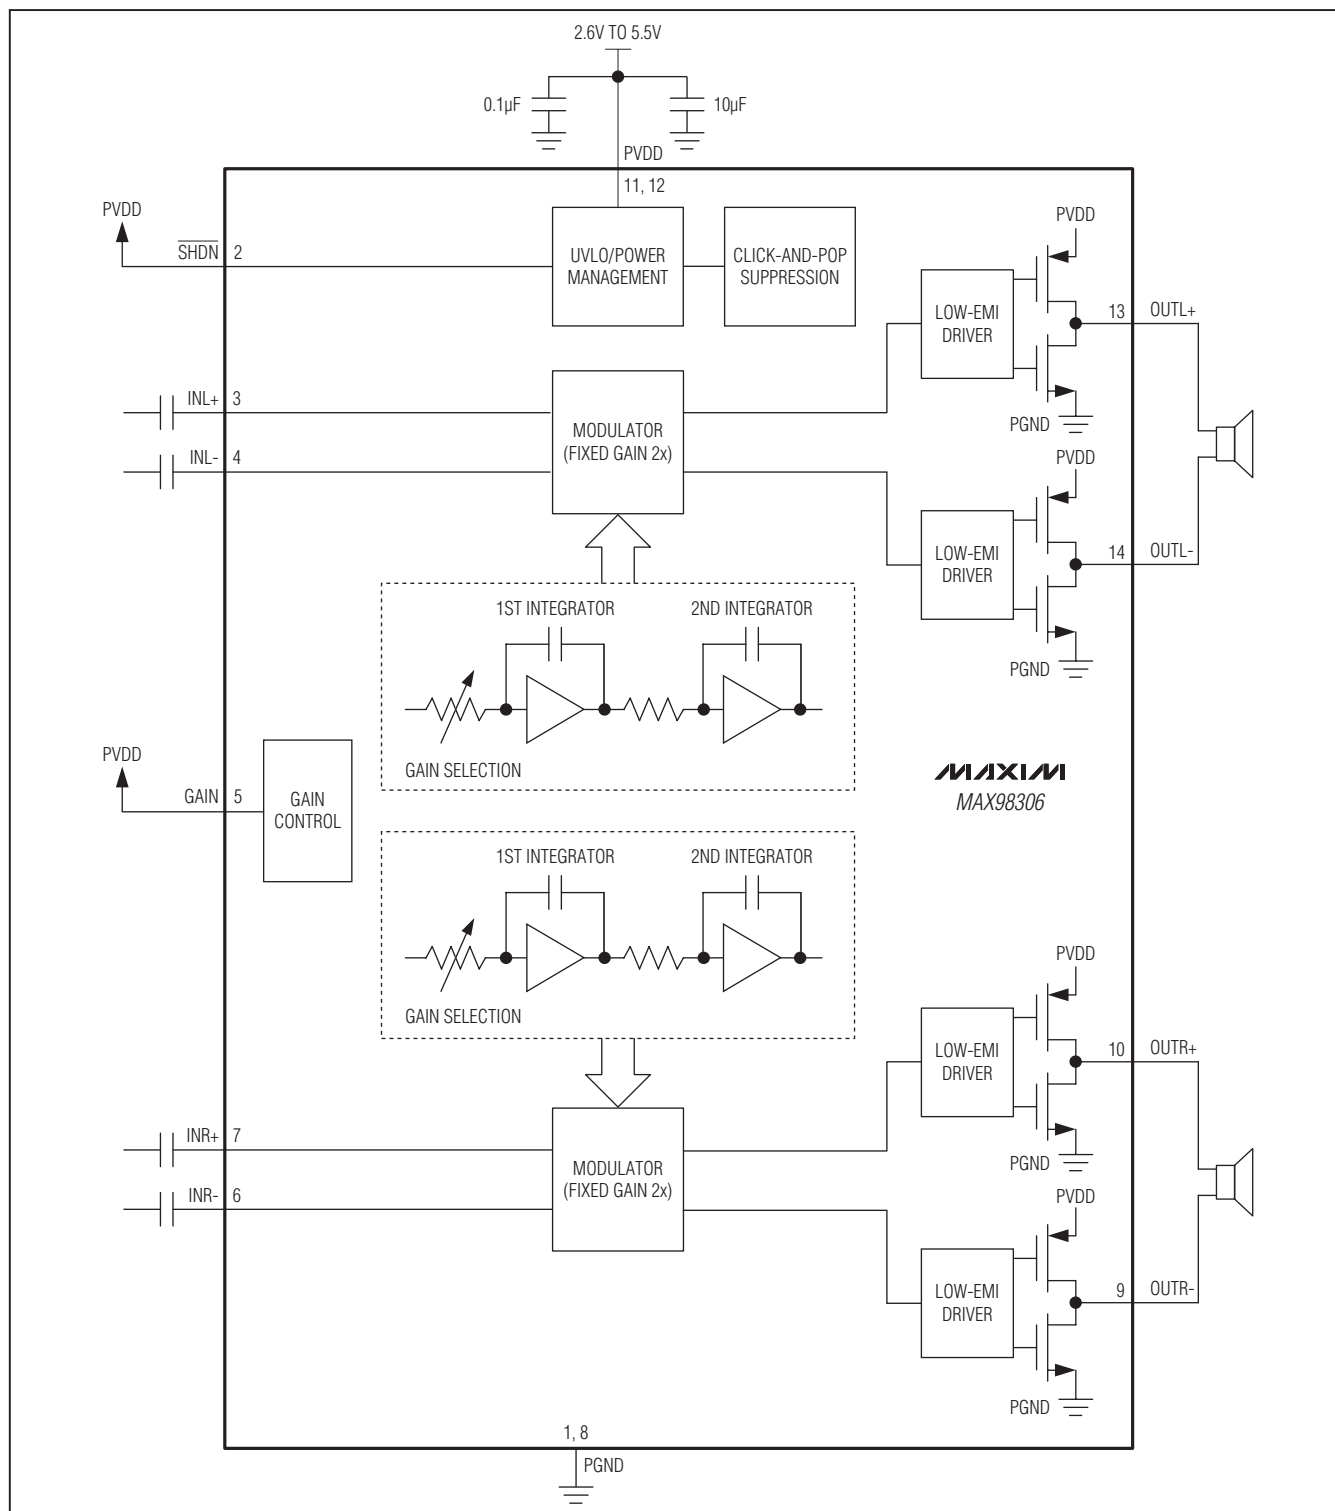 2.6V TO 5.5V
0.1µF
10µF
PVDD
11, 12
PVDD
SHDN
2
UVLO/POWER
MANAGEMENT
CLICK-AND-POP
SUPPRESSION
PVDD
LOW-EMI
DRIVER
13
OUTL+
PGND
INL+
3
INL-
4
MODULATOR
(FIXED GAIN 2x)
PVDD
LOW-EMI
DRIVER
14
OUTL-
PGND
1ST INTEGRATOR
2ND INTEGRATOR
GAIN SELECTION
PVDD
GAIN
5
GAIN
CONTROL
MAXIM
MAX98306
1ST INTEGRATOR
2ND INTEGRATOR
GAIN SELECTION
PVDD
LOW-EMI
DRIVER
10
OUTR+
PGND
INR+
7
INR-
6
MODULATOR
(FIXED GAIN 2x)
PVDD
LOW-EMI
DRIVER
9
OUTR-
PGND
1, 8
PGND